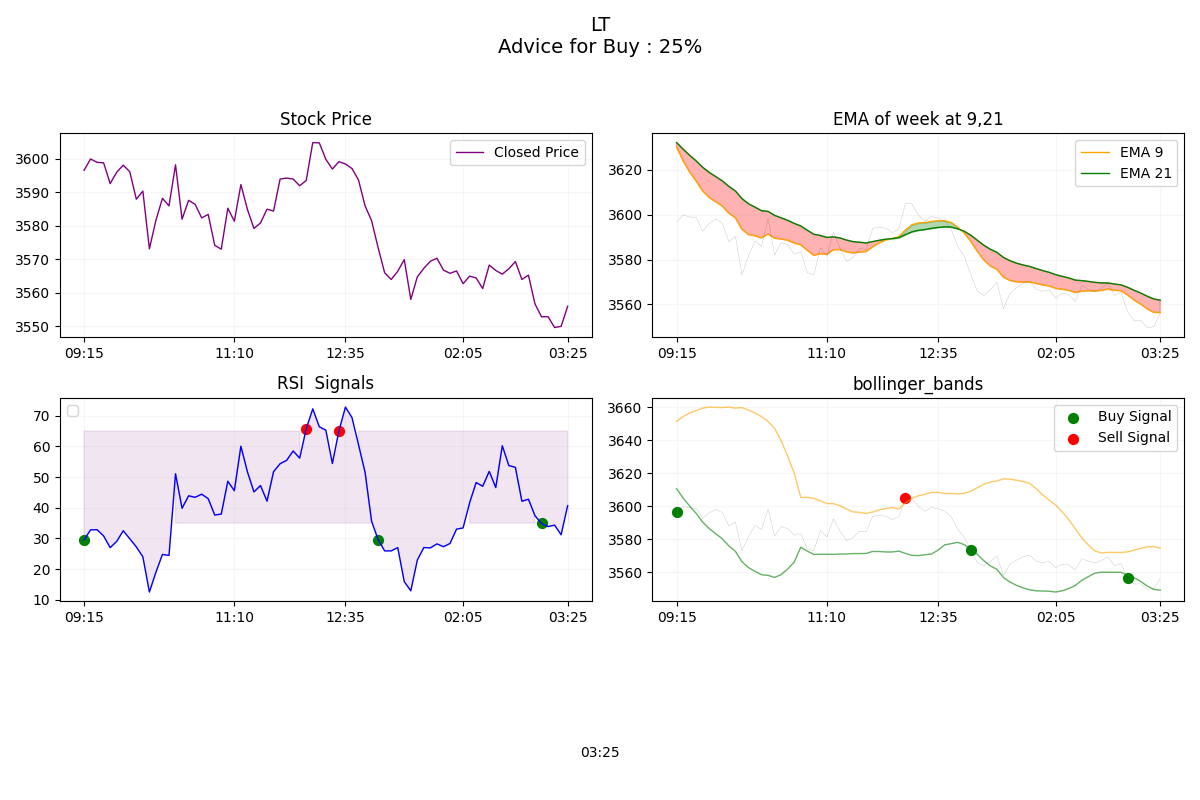 LT
Advice for Buy : 25%
Stock Price
3600
3590
3580
3570
3560
3550
Closed Price
09:15 11:10 12:35 02:05 03:25
EMA of week at 9,21
3620
3600
3580
3560
EMA 9
EMA 21
09:15 11:10 12:35 02:05 03:25
RSI  Signals
70
60
50
40
30
20
10
09:15 11:10 12:35 02:05 03:25
bollinger_bands
3660
3640
3620
3600
3580
3560
Buy Signal
Sell Signal
09:15 11:10 12:35 02:05 03:25
03:25